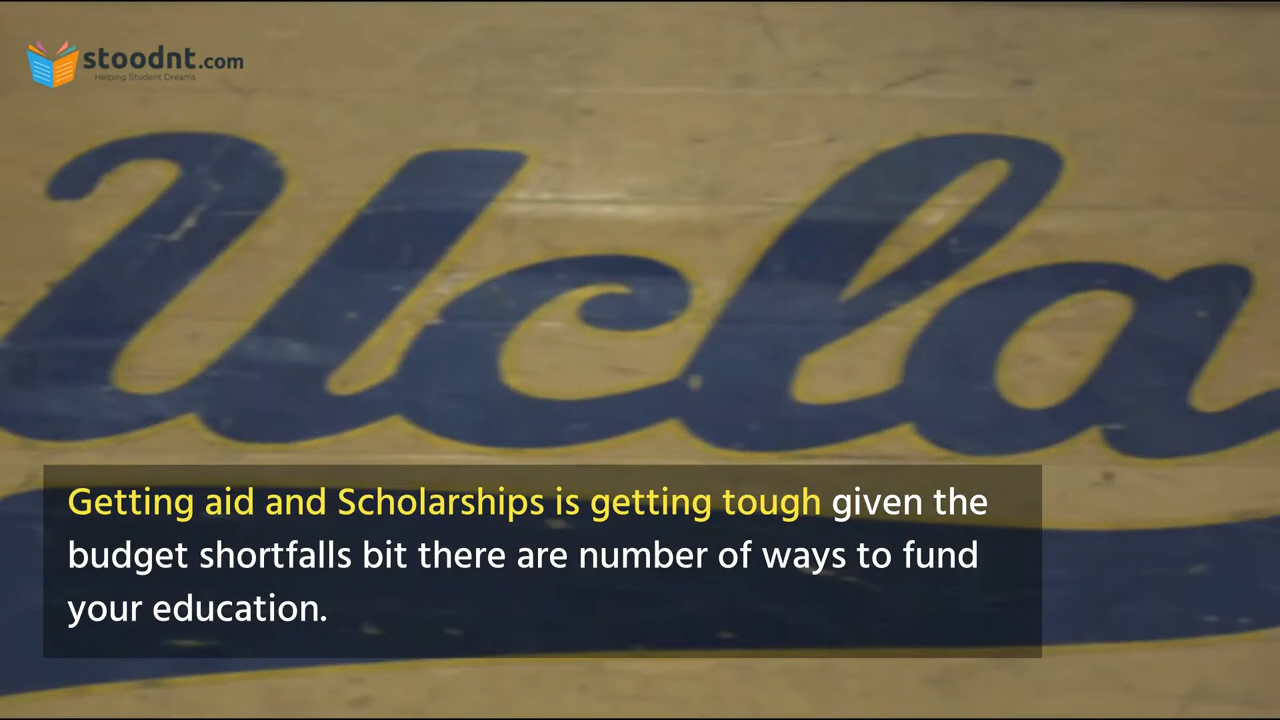 stoodnt.com
Helping Student Dreams
Ucla
Getting aid and Scholarships is getting tough given the
budget shortfalls bit there are number of ways to fund
your education.